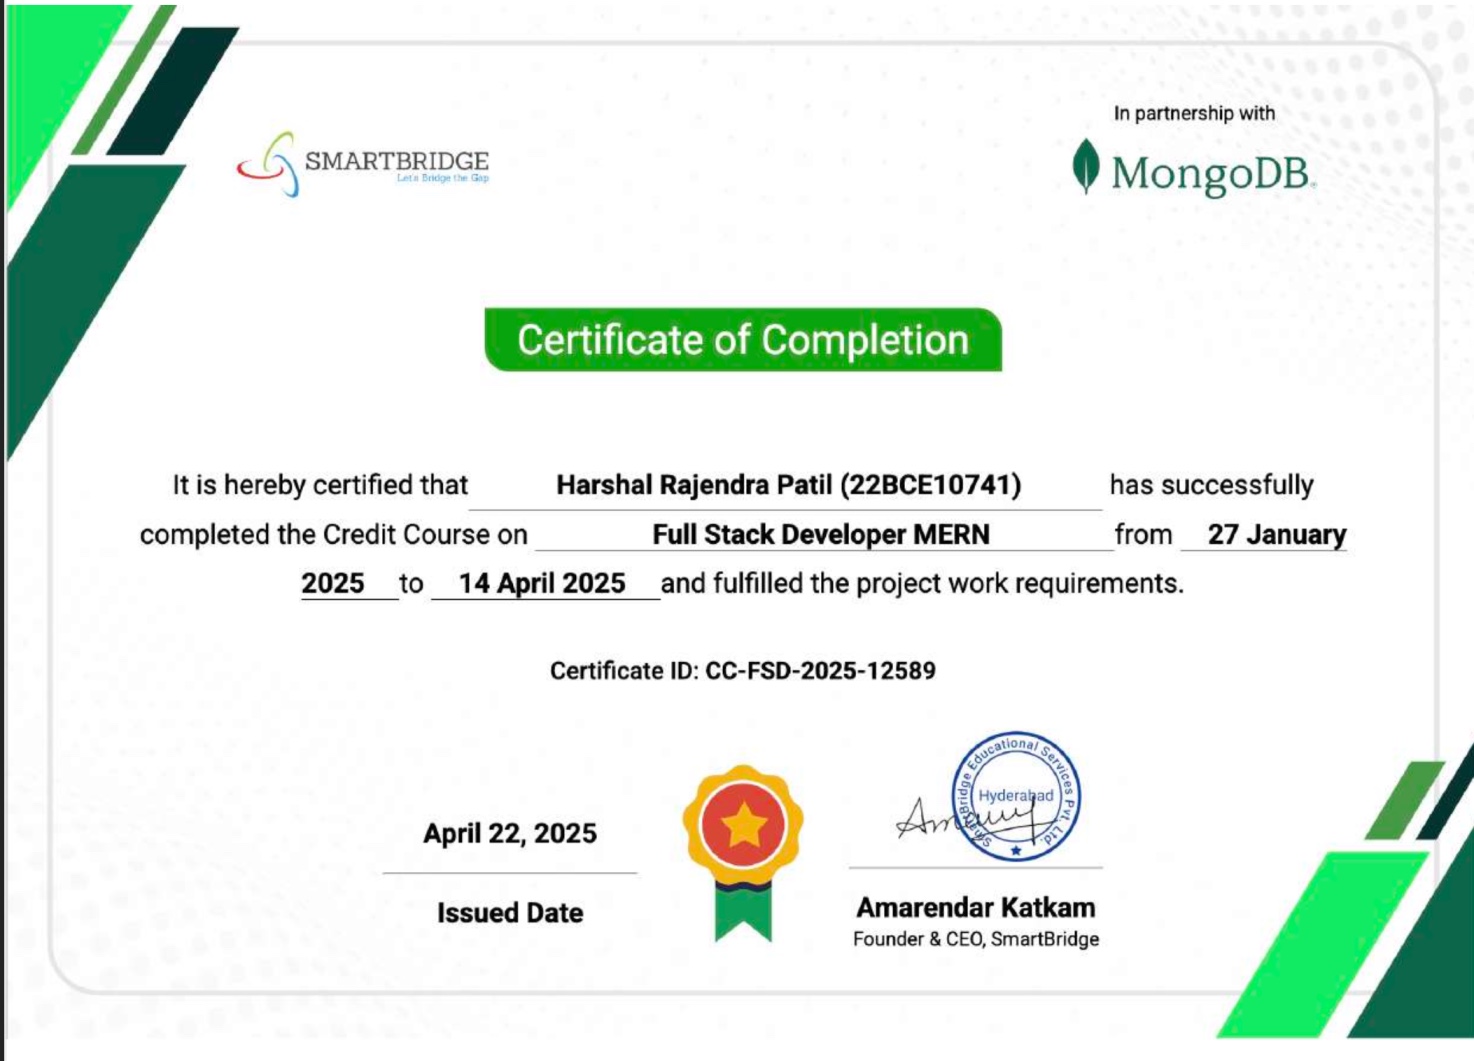 In partnership with
SMARTBRIDGE
Let's Bridge the Gap
MongoDB
Certificate of Completion
It is hereby certified that Harshal Rajendra Patil (22BCE10741) has successfully
completed the Credit Course on Full Stack Developer MERN from 27 January
2025 to 14 April 2025 and fulfilled the project work requirements.
Certificate ID: CC-FSD-2025-12589
SmartBridge Educational Services Pvt. Ltd.
Hyderabad
April 22, 2025
Issued Date
Amarendar Katkam
Founder & CEO, SmartBridge